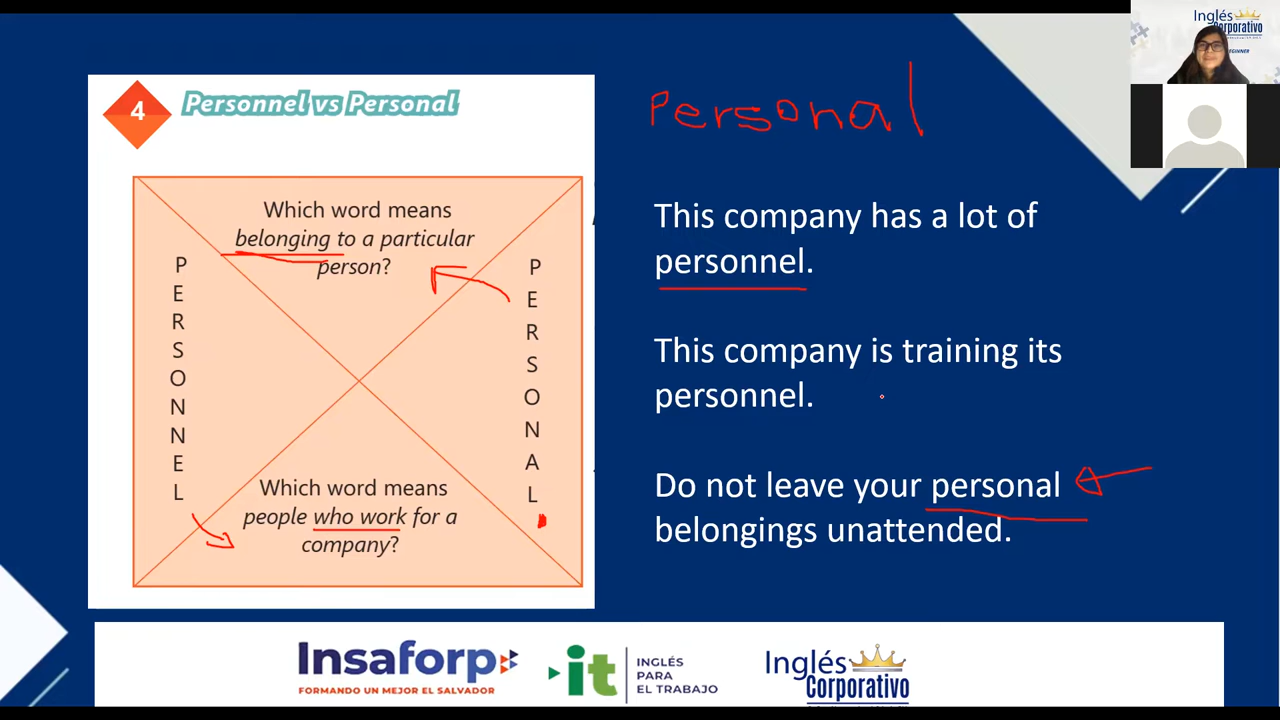 4
Personnel vs Personal
Which word means
belonging to a particular
person?
PERSONNEL
PERSONAL
Which word means
people who work for a
company?
Personal
This company has a lot of
personnel.
This company is training its
personnel.
Do not leave your personal
belongings unattended.
Insaforp
FORMANDO UN MEJOR EL SALVADOR
it
INGLÉS
PARA
EL TRABAJO
Inglés
Corporativo
Inglés
Corporativo